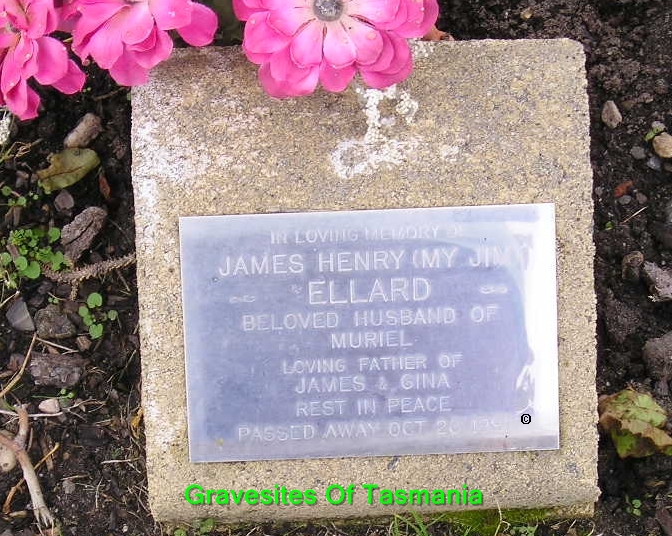 IN LOVING MEMORY OF
JAMES HENRY (MY JIM)
ELLARD
BELOVED HUSBAND OF
MURIEL
LOVING FATHER OF
JAMES & GINA
REST IN PEACE
PASSED AWAY OCT
©
Gravesites Of Tasmania